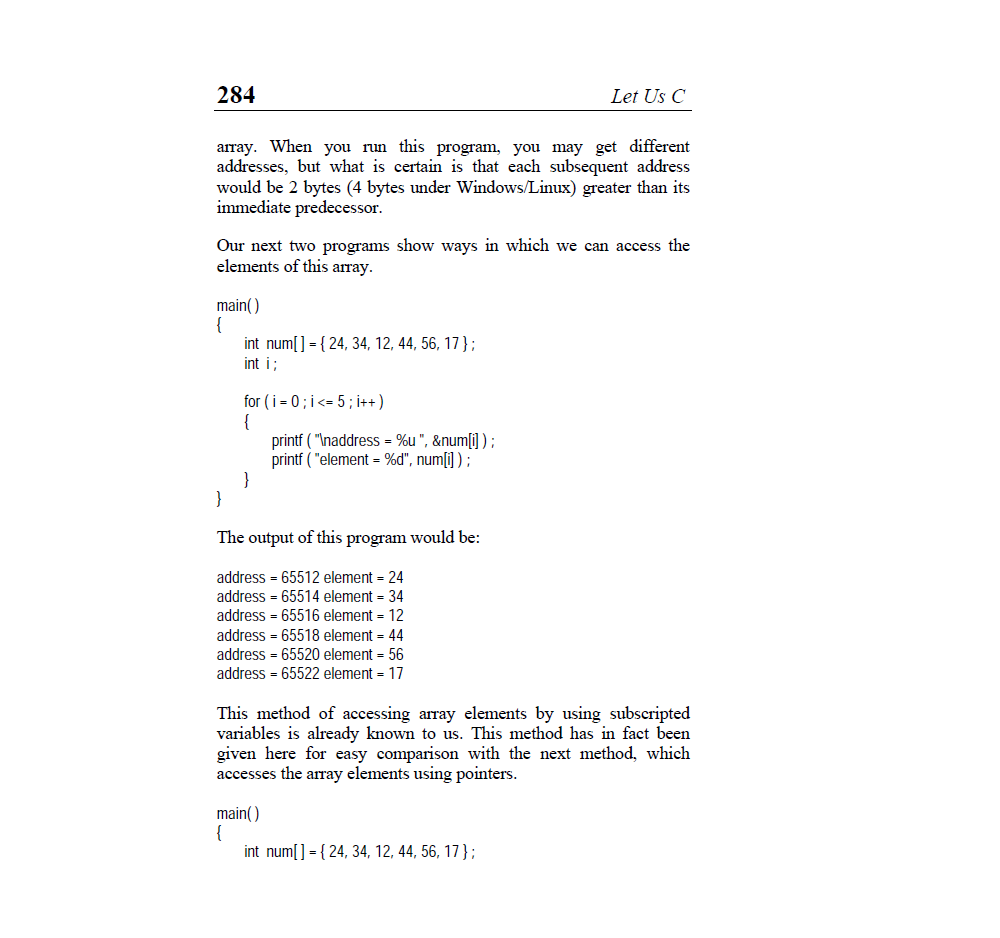 284 Let Us C
array. When you run this program, you may get different
addresses, but what is certain is that each subsequent address
would be 2 bytes (4 bytes under Windows/Linux) greater than its
immediate predecessor.
Our next two programs show ways in which we can access the
elements of this array.
main( )
{
int num[ ] = { 24, 34, 12, 44, 56, 17 } ;
int i ;
for ( i = 0 ; i <= 5 ; i++ )
{
printf ( "\naddress = %u ", &num[i] ) ;
printf ( "element = %d", num[i] ) ;
}
}
The output of this program would be:
address = 65512 element = 24
address = 65514 element = 34
address = 65516 element = 12
address = 65518 element = 44
address = 65520 element = 56
address = 65522 element = 17
This method of accessing array elements by using subscripted
variables is already known to us. This method has in fact been
given here for easy comparison with the next method, which
accesses the array elements using pointers.
main( )
{
int num[ ] = { 24, 34, 12, 44, 56, 17 } ;